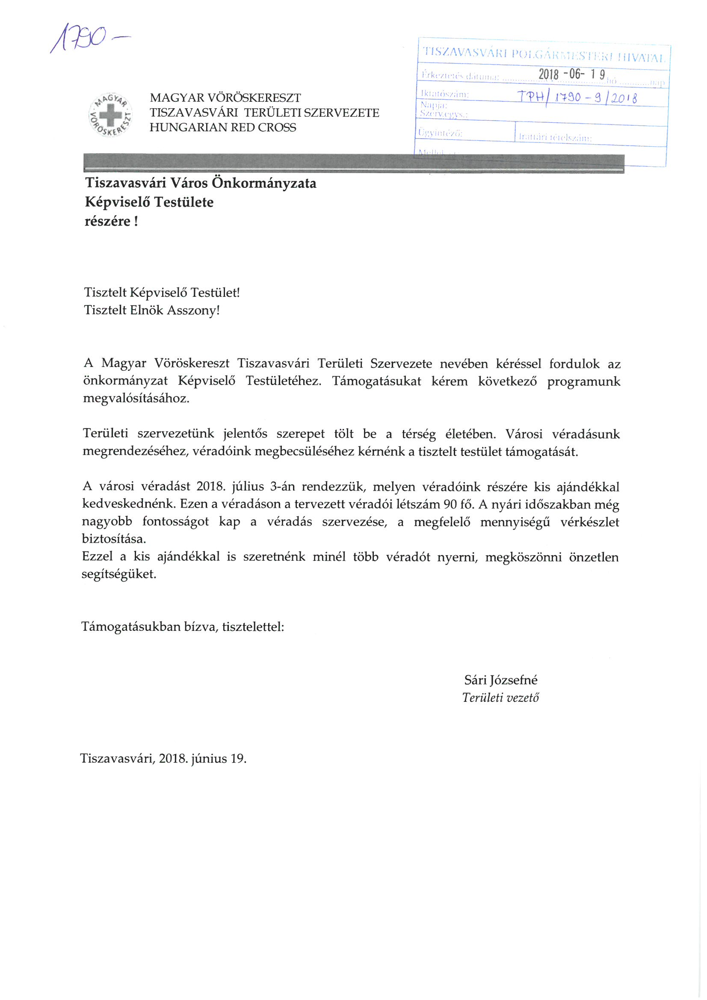 1790 –
TISZAVASVÁRI POLGÁRMESTERI HIVATAL
Érkeztetés dátuma: 2018 -06- 19 hó nap
Iktatószám: TPH/ 1790 - 9 /2018
Napja:
Szerv.egys.:
Ügyintéző: Irattári tételszám:
MAGYAR VÖRÖSKERESZT
MAGYAR VÖRÖSKERESZT
TISZAVASVÁRI TERÜLETI SZERVEZETE
HUNGARIAN RED CROSS
Tiszavasvári Város Önkormányzata
Képviselő Testülete
részére !
Tisztelt Képviselő Testület!
Tisztelt Elnök Asszony!
A Magyar Vöröskereszt Tiszavasvári Területi Szervezete nevében kéréssel fordulok az
önkormányzat Képviselő Testületéhez. Támogatásukat kérem következő programunk
megvalósításához.
Területi szervezetünk jelentős szerepet tölt be a térség életében. Városi véradásunk
megrendezéséhez, véradóink megbecsüléséhez kérnénk a tisztelt testület támogatását.
A városi véradást 2018. július 3-án rendezzük, melyen véradóink részére kis ajándékkal
kedveskednénk. Ezen a véradáson a tervezett véradói létszám 90 fő. A nyári időszakban még
nagyobb fontosságot kap a véradás szervezése, a megfelelő mennyiségű vérkészlet
biztosítása.
Ezzel a kis ajándékkal is szeretnénk minél több véradót nyerni, megköszönni önzetlen
segítségüket.
Támogatásukban bízva, tisztelettel:
Sári Józsefné
Területi vezető
Tiszavasvári, 2018. június 19.